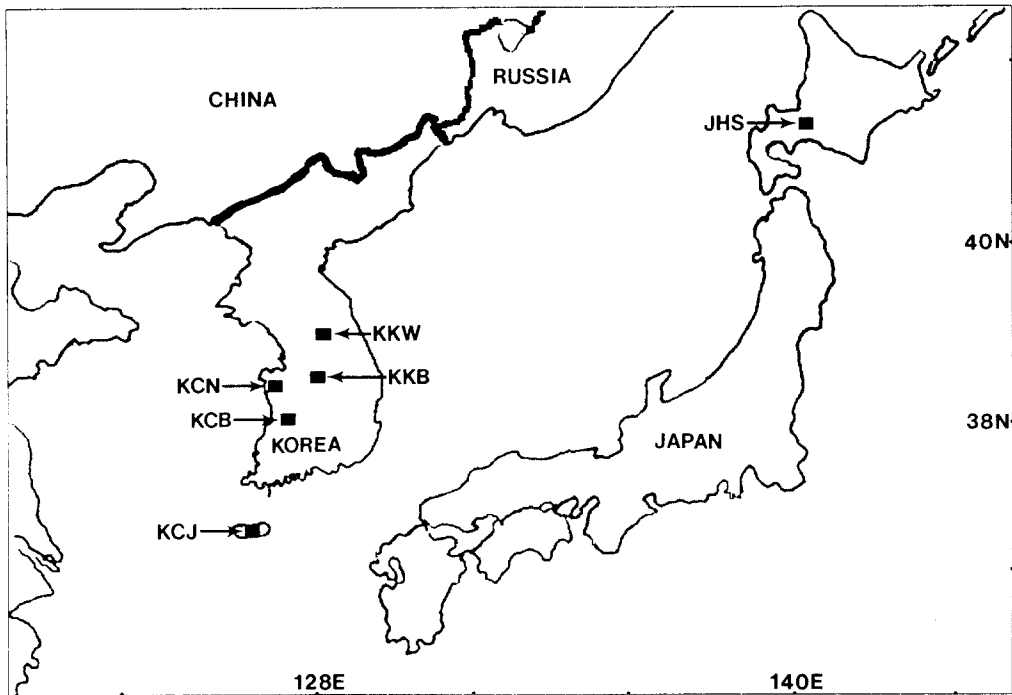 RUSSIA
CHINA
JHS
40N
KKW
KKB
KCN
KCB
38N
KOREA
JAPAN
KCJ
128E
140E